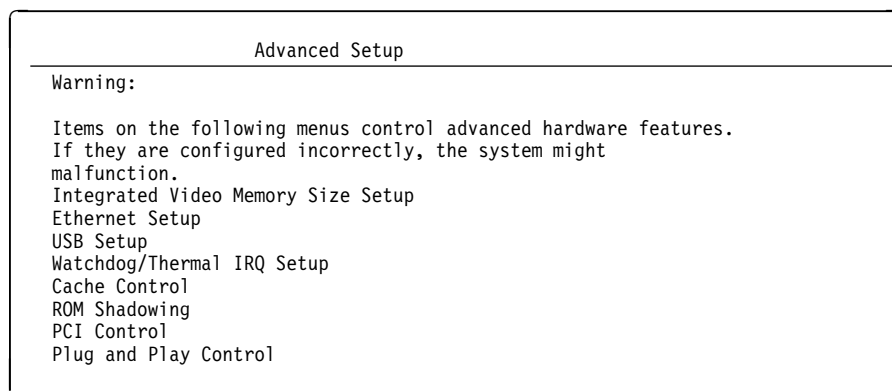 Advanced Setup
Warning:
Items on the following menus control advanced hardware features.
If they are configured incorrectly, the system might
malfunction.
Integrated Video Memory Size Setup
Ethernet Setup
USB Setup
Watchdog/Thermal IRQ Setup
Cache Control
ROM Shadowing
PCI Control
Plug and Play Control